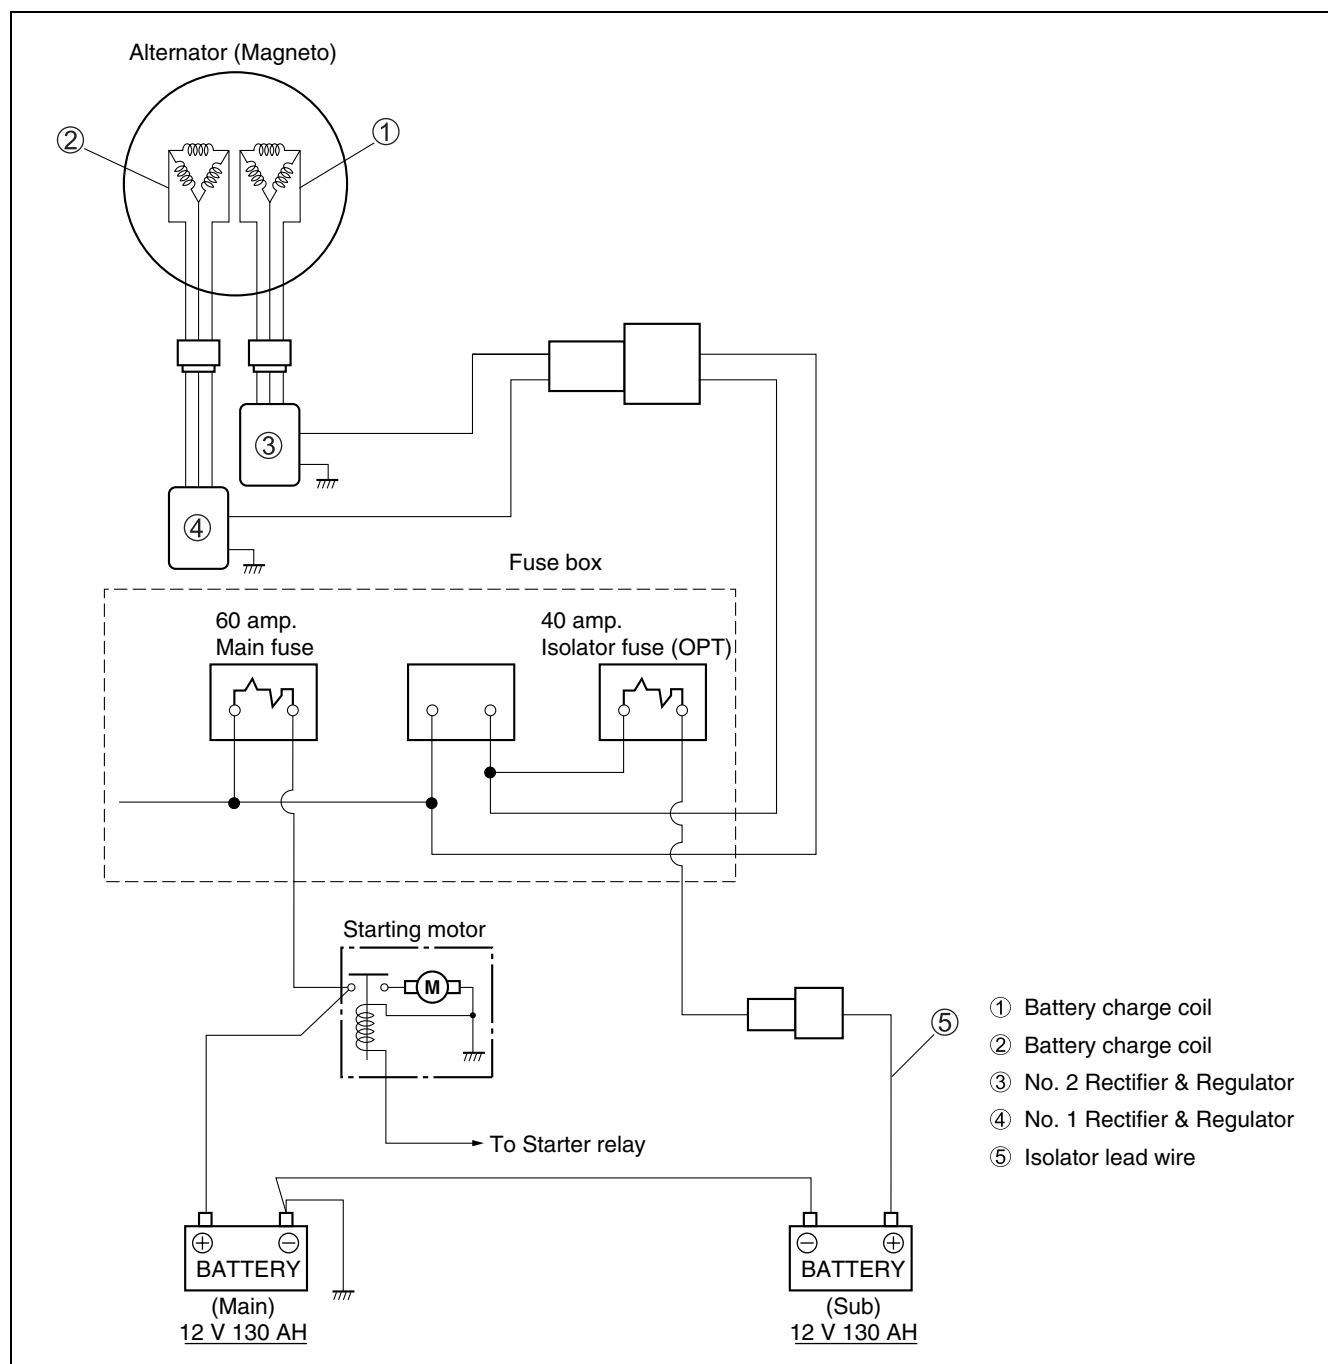 Alternator (Magneto)
②
①
③
④
Fuse box
60 amp.
Main fuse
40 amp.
Isolator fuse (OPT)
Starting motor
M
To Starter relay
⑤
① Battery charge coil
② Battery charge coil
③ No. 2 Rectifier & Regulator
④ No. 1 Rectifier & Regulator
⑤ Isolator lead wire
+ −
BATTERY
(Main)
12 V 130 AH
− +
BATTERY
(Sub)
12 V 130 AH